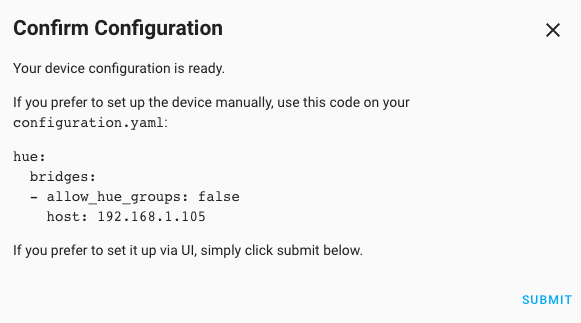 Confirm Configuration
Your device configuration is ready.
If you prefer to set up the device manually, use this code on your
configuration.yaml:
hue:
  bridges:
  - allow_hue_groups: false
    host: 192.168.1.105
If you prefer to set it up via UI, simply click submit below.
SUBMIT